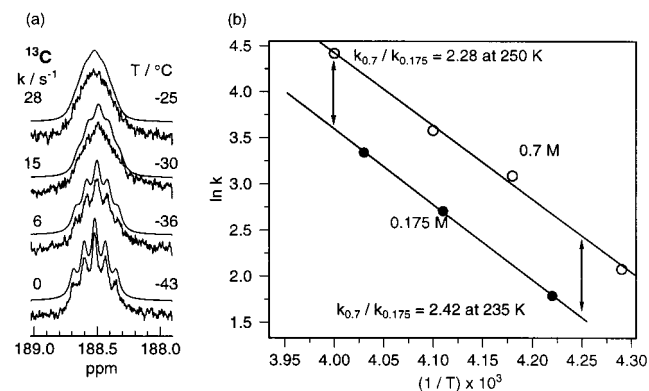 (a)
13C
k / s-1
T / °C
28
-25
15
-30
6
-36
0
-43
189.0
188.5
188.0
ppm
(b)
ln k
4.5
4.0
3.5
3.0
2.5
2.0
1.5
k0.7 / k0.175 = 2.28 at 250 K
0.7 M
0.175 M
k0.7 / k0.175 = 2.42 at 235 K
3.95
4.00
4.05
4.10
4.15
4.20
4.25
4.30
(1 / T) × 10³